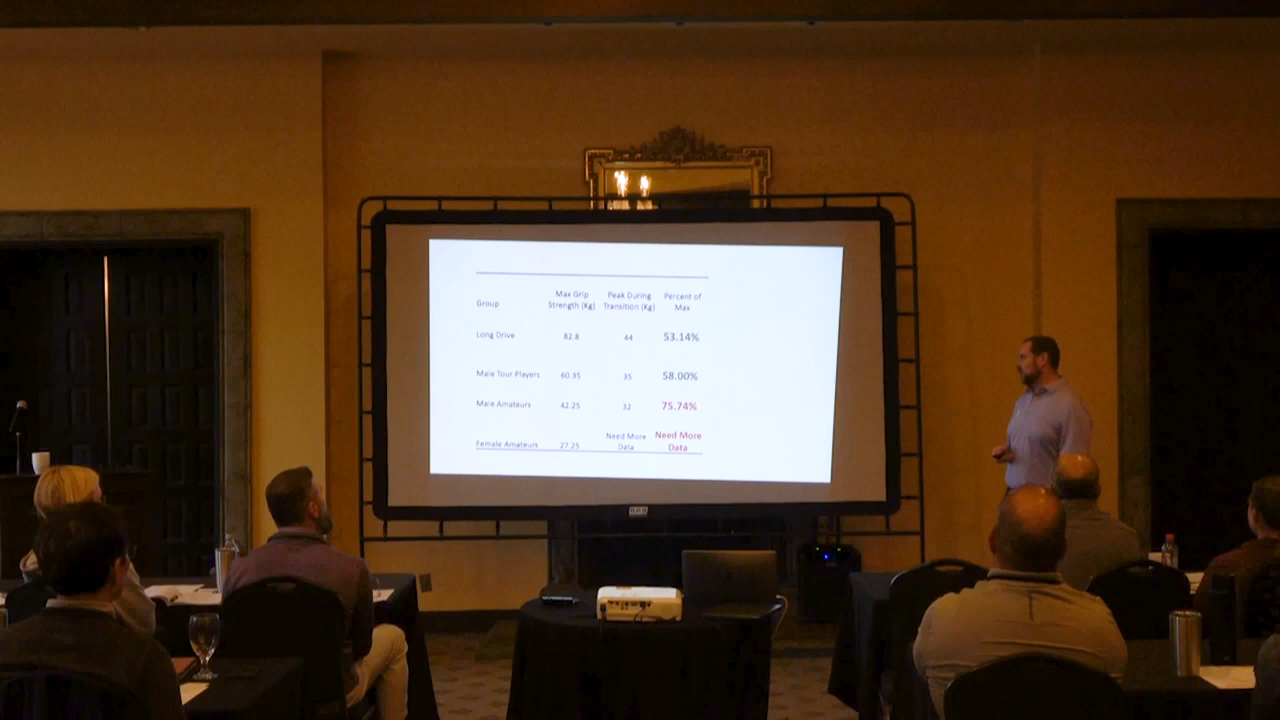 Group Max Grip Strength (Kg) Peak During Transition (Kg) Percent of Max
Long Drive 82.8 44 53.14%
Male Tour Players 60.35 35 58.00%
Male Amateurs 42.25 32 75.74%
Female Amateurs 27.25 Need More Data Need More Data